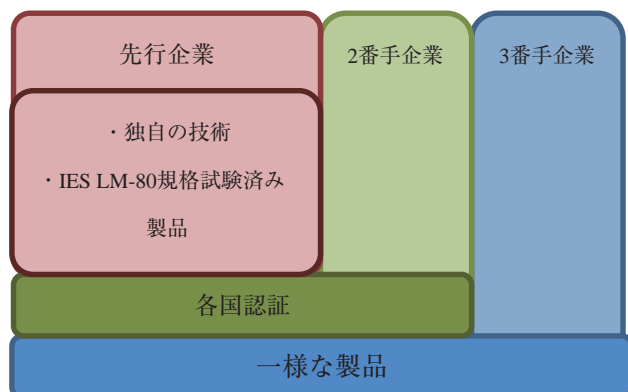 先行企業
2番手企業
3番手企業
・独自の技術
・IES LM-80規格試験済み
製品
各国認証
一様な製品